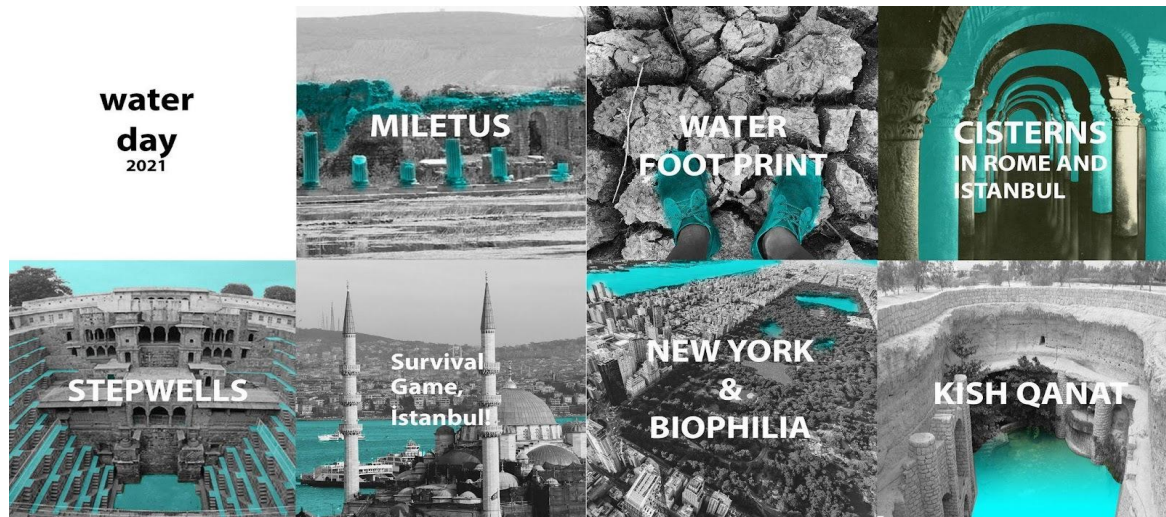 water
day
2021
MILETUS
WATER
FOOT PRINT
CISTERNS
IN ROME AND
ISTANBUL
STEPWELLS
Survival
Game,
İstanbul!
NEW YORK
&
BIOPHILIA
KISH QANAT